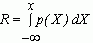 R = ∫_{-∞}^{x} p(X) dX